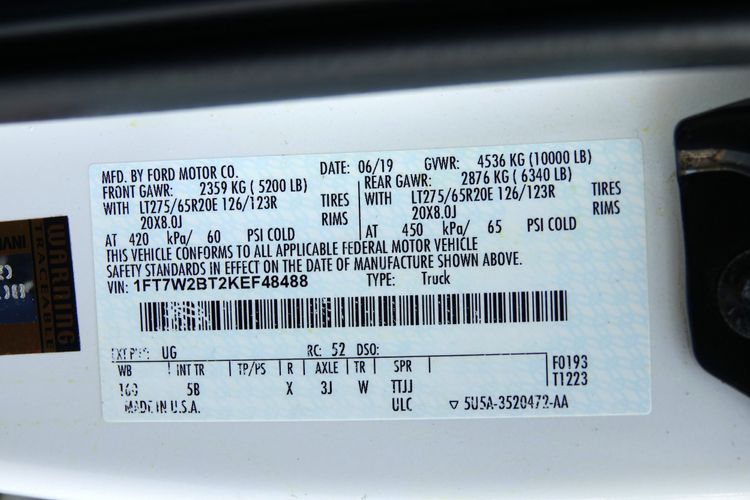 MFD. BY FORD MOTOR CO. DATE: 06/19 GVWR: 4536 KG (10000 LB)
FRONT GAWR: 2359 KG ( 5200 LB) REAR GAWR: 2876 KG ( 6340 LB)
WITH LT275/65R20E 126/123R TIRES WITH LT275/65R20E 126/123R TIRES
20X8.0J RIMS 20X8.0J RIMS
AT 420 kPa/ 60 PSI COLD AT 450 kPa/ 65 PSI COLD
THIS VEHICLE CONFORMS TO ALL APPLICABLE FEDERAL MOTOR VEHICLE
SAFETY STANDARDS IN EFFECT ON THE DATE OF MANUFACTURE SHOWN ABOVE.
VIN: 1FT7W2BT2KEF48488 TYPE: Truck
EXT PNT: UG RC: 52 DSO:
WB INT TR TP/PS R AXLE TR SPR F0193
160 5B X 3J W TTJJ T1223
MADE IN U.S.A. ULC ▽ 5U5A-3520472-AA
WARNING
TRACEABLE